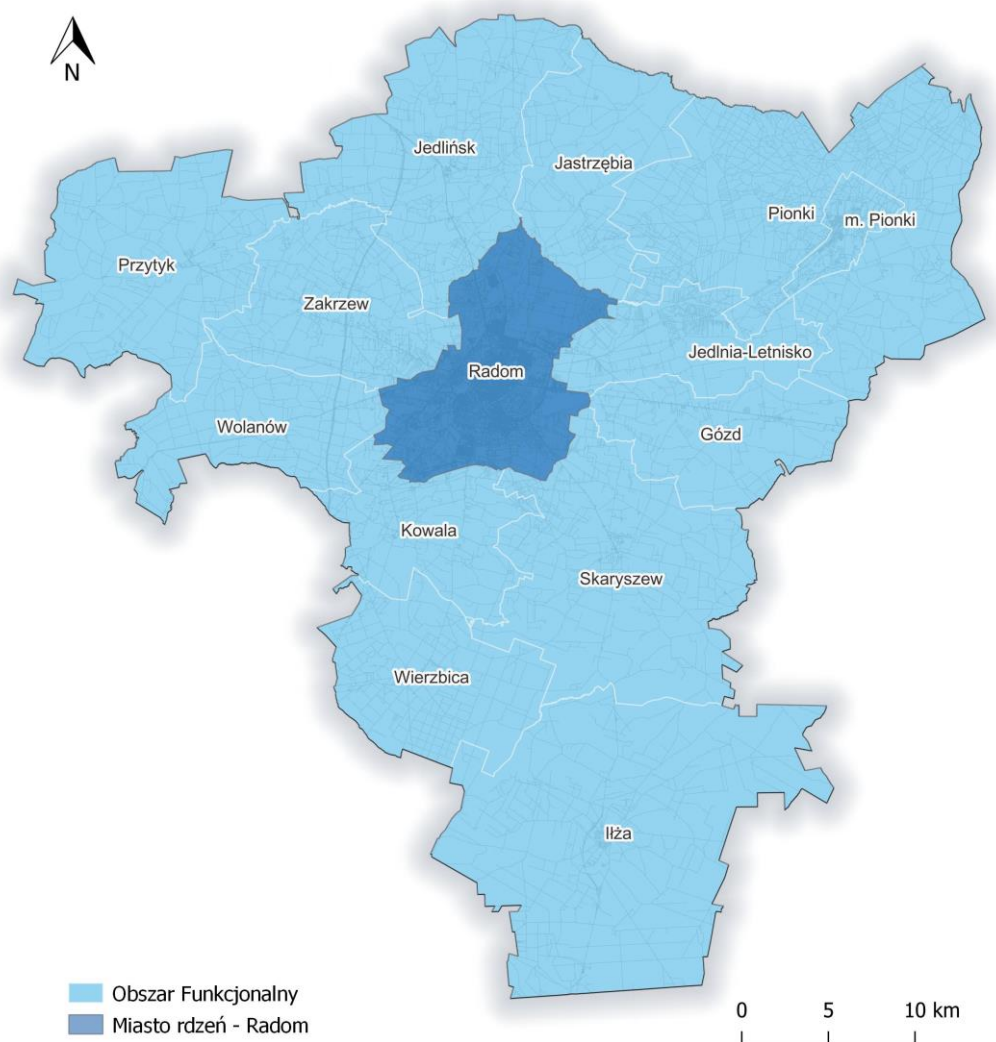 N
Jedlińsk
Jastrzębia
Pionki
m. Pionki
Przytyk
Zakrzew
Jedlnia-Letnisko
Radom
Wolanów
Gózd
Kowala
Skaryszew
Wierzbica
Iłża
Obszar Funkcjonalny
Miasto rdzeń - Radom
0 5 10 km